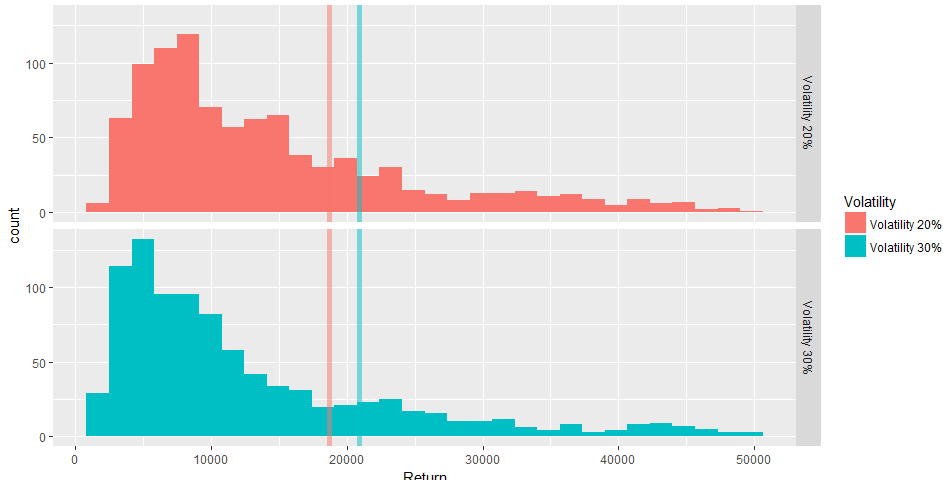 count
100
50
0
Volatility 20%
100
50
0
Volatility 30%
0
10000
20000
30000
40000
50000
Return
Volatility
Volatility 20%
Volatility 30%